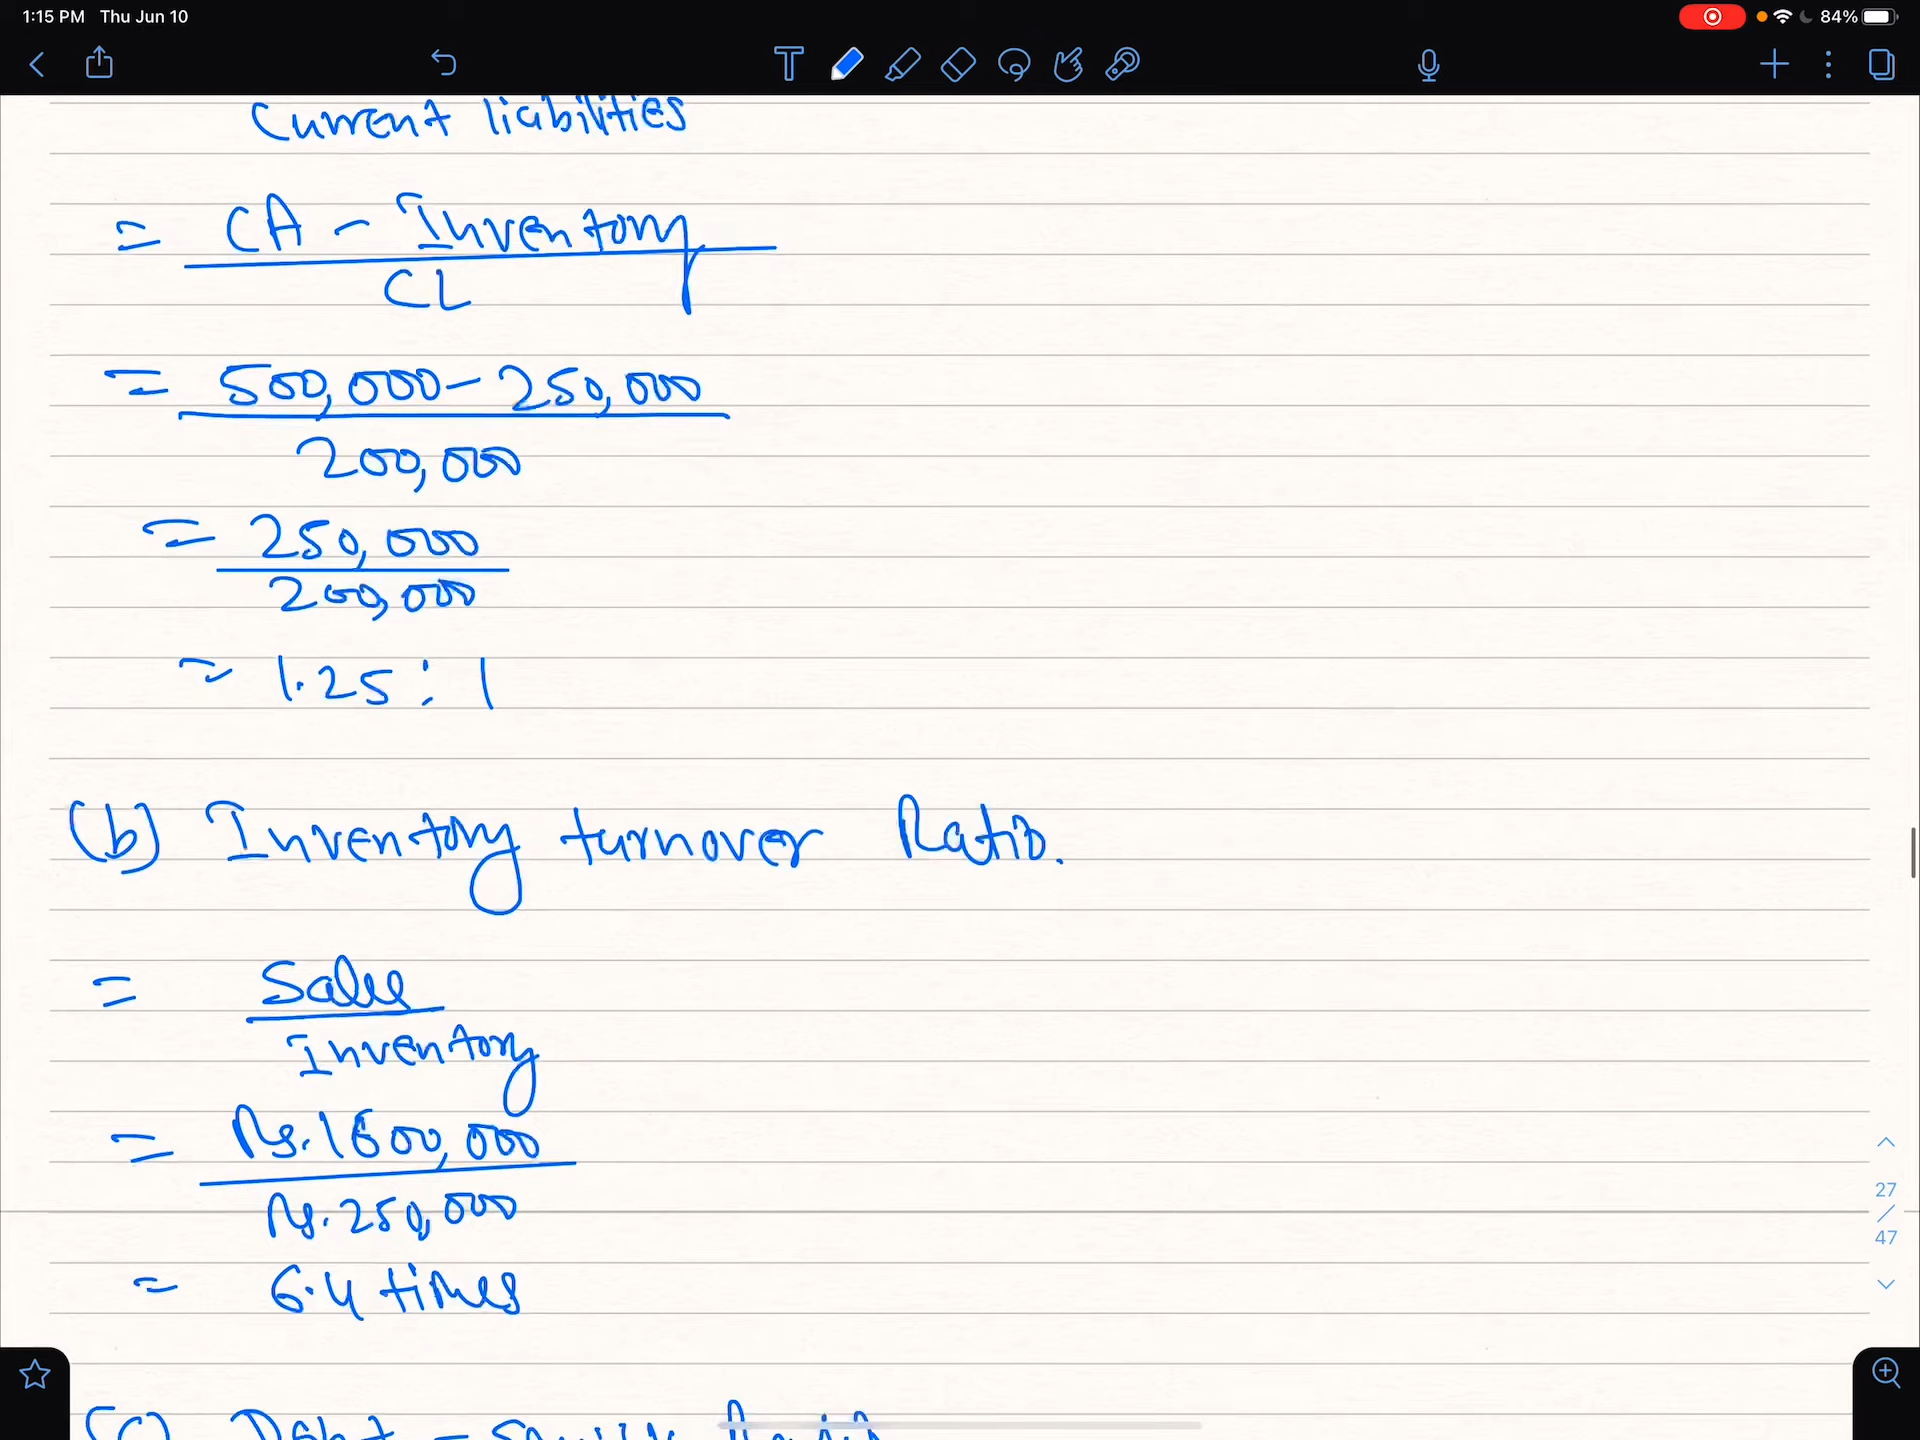 1:15 PM Thu Jun 10
84%
T
Current liabilities
= CA - Inventory
CL
= 500,000 - 250,000
200,000
= 250,000
200,000
= 1.25 : 1
(b) Inventory turnover Ratio.
= Sales
Inventory
= Rs. 1600,000
Rs. 250,000
= 6.4 times
27
/
47
(c) Debt - Ratio